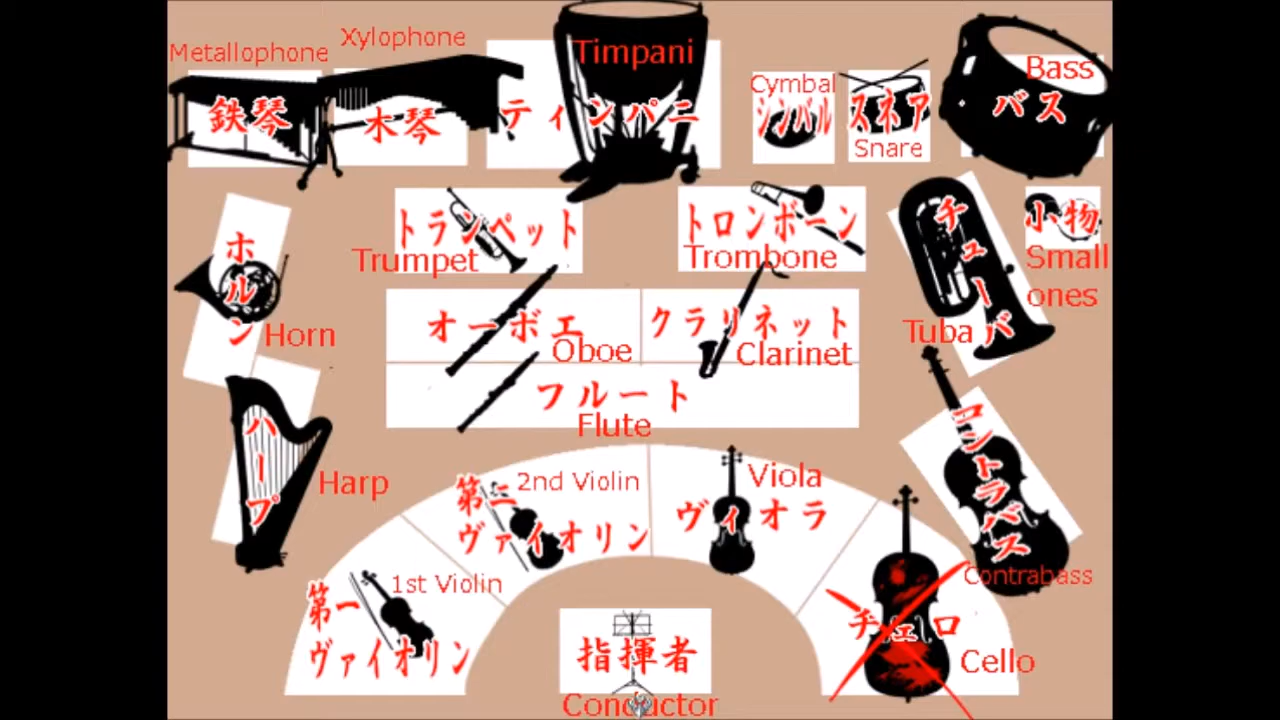 Metallophone
鉄琴
Xylophone
木琴
Timpani
ティンパニ
Cymbal
シンバル
スネア
Snare
Bass
バス
ホルン
Horn
トランペット
Trumpet
トロンボーン
Trombone
チューバ
Tuba
小物
Small
ones
オーボエ
Oboe
クラリネット
Clarinet
フルート
Flute
ハープ
Harp
第二
2nd Violin
ヴァイオリン
Viola
ヴィオラ
コントラバス
Contrabass
第一
1st Violin
ヴァイオリン
指揮者
Conductor
チェロ
Cello